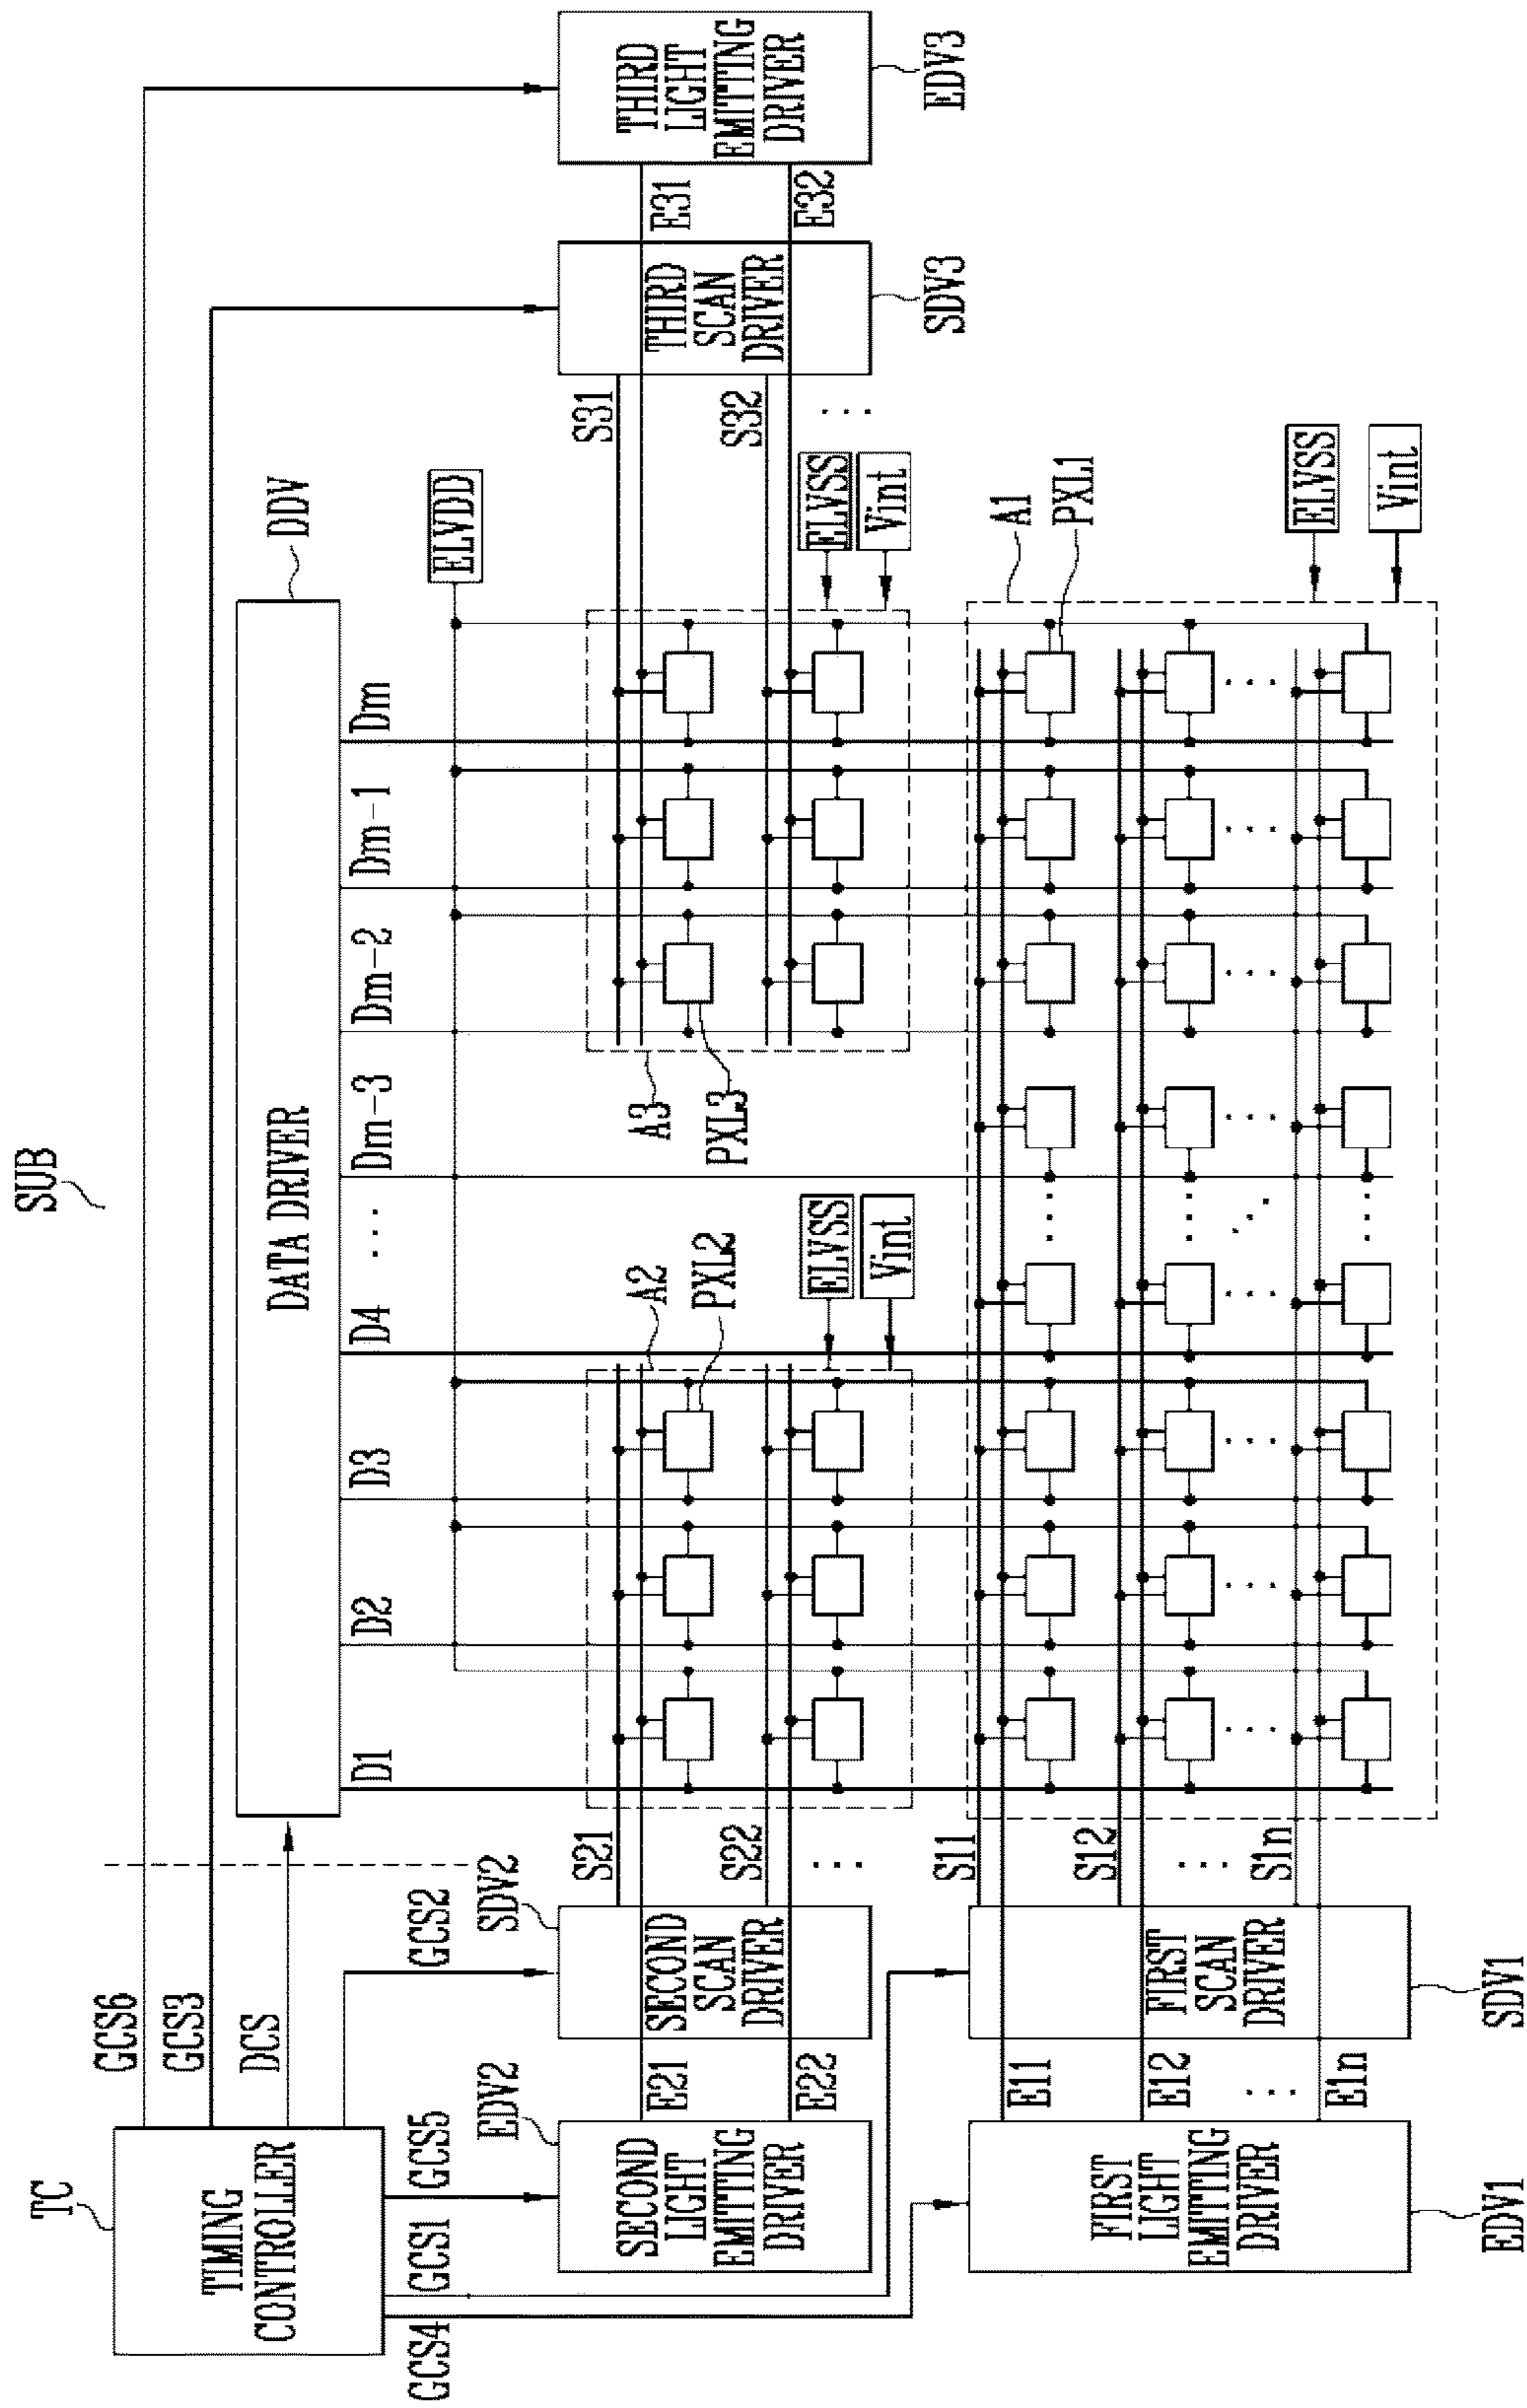 SUB
TC
TIMING
CONTROLLER
GCS6
GCS3
DCS
GCS2
GCS5
GCS1
GCS4
DATA DRIVER
DDV
D1
D2
D3
D4
...
Dm-3
Dm-2
Dm-1
Dm
ELVDD
EDV2
SECOND
LIGHT
EMITTING
DRIVER
E21
E22
SDV2
SECOND
SCAN
DRIVER
S21
S22
...
A2
PXL2
ELVSS
Vint
A3
PXL3
ELVSS
Vint
S31
S32
...
THIRD
SCAN
DRIVER
SDV3
E31
E32
THIRD
LIGHT
EMITTING
DRIVER
EDV3
FIRST
LIGHT
EMITTING
DRIVER
EDV1
E11
E12
...
E1n
FIRST
SCAN
DRIVER
SDV1
S11
S12
...
S1n
A1
PXL1
ELVSS
Vint